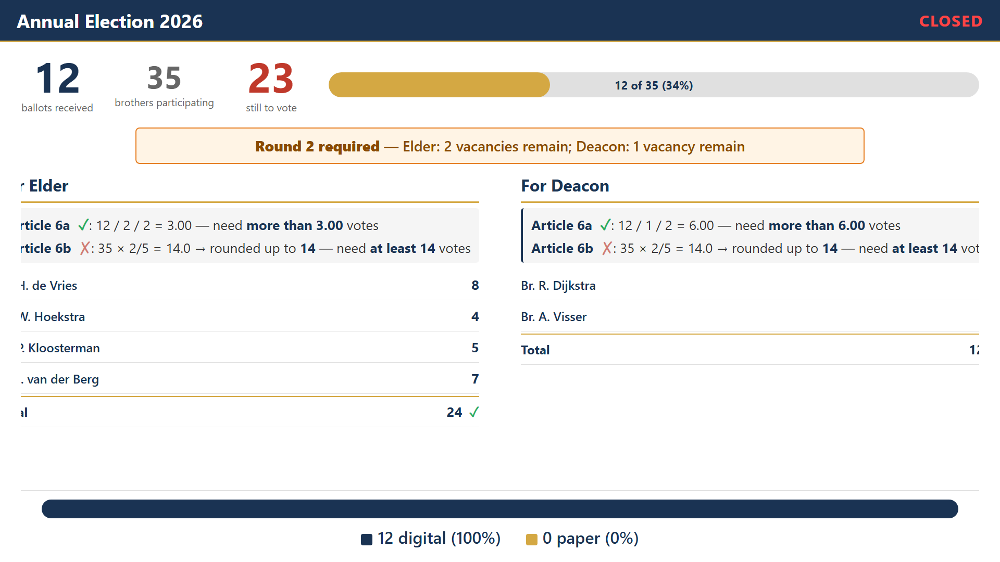 Annual Election 2026
CLOSED
12
ballots received
35
brothers participating
23
still to vote
12 of 35 (34%)
Round 2 required — Elder: 2 vacancies remain; Deacon: 1 vacancy remain
r Elder
rticle 6a ✓: 12 / 2 / 2 = 3.00 — need more than 3.00 votes
rticle 6b ✗: 35 × 2/5 = 14.0 → rounded up to 14 — need at least 14 votes
H. de Vries 8
W. Hoekstra 4
P. Kloosterman 5
. van der Berg 7
al 24 ✓
For Deacon
Article 6a ✓: 12 / 1 / 2 = 6.00 — need more than 6.00 votes
Article 6b ✗: 35 × 2/5 = 14.0 → rounded up to 14 — need at least 14 vot
Br. R. Dijkstra
Br. A. Visser
Total 12
12 digital (100%)
0 paper (0%)